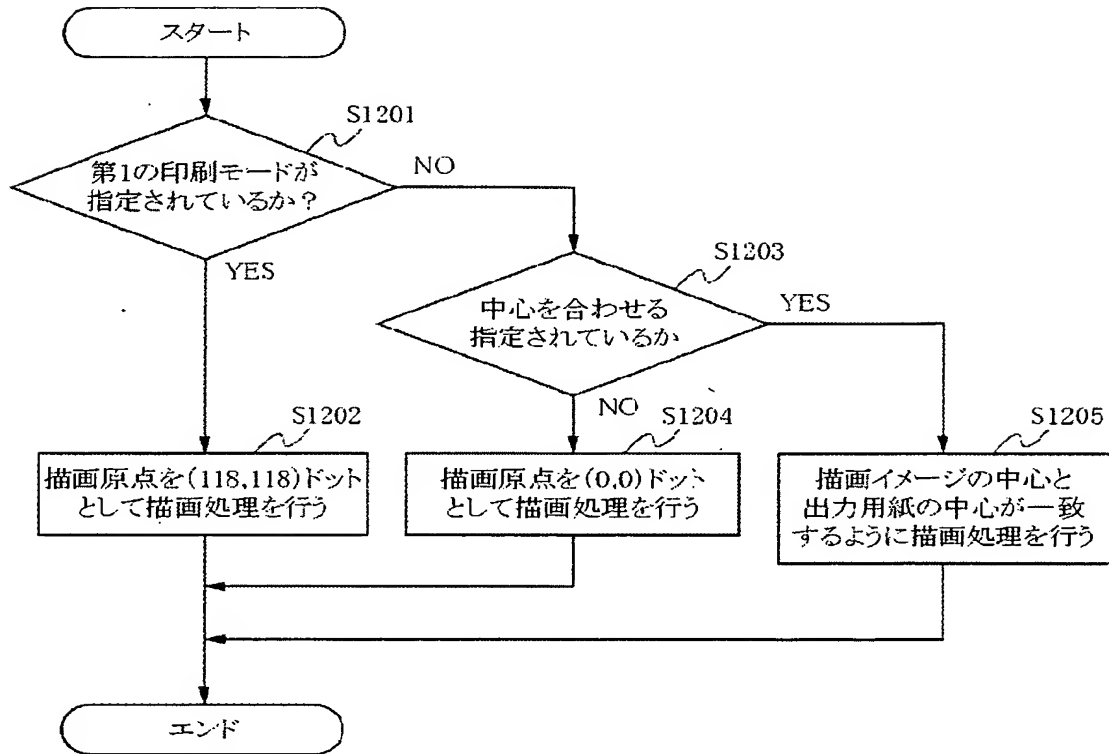 スタート
S1201
第1の印刷モードが
指定されているか?
NO
YES
S1203
中心を合わせる
指定されているか
YES
NO
S1202
描画原点を(118,118)ドット
として描画処理を行う
S1204
描画原点を(0,0)ドット
として描画処理を行う
S1205
描画イメージの中心と
出力用紙の中心が一致
するように描画処理を行う
エンド